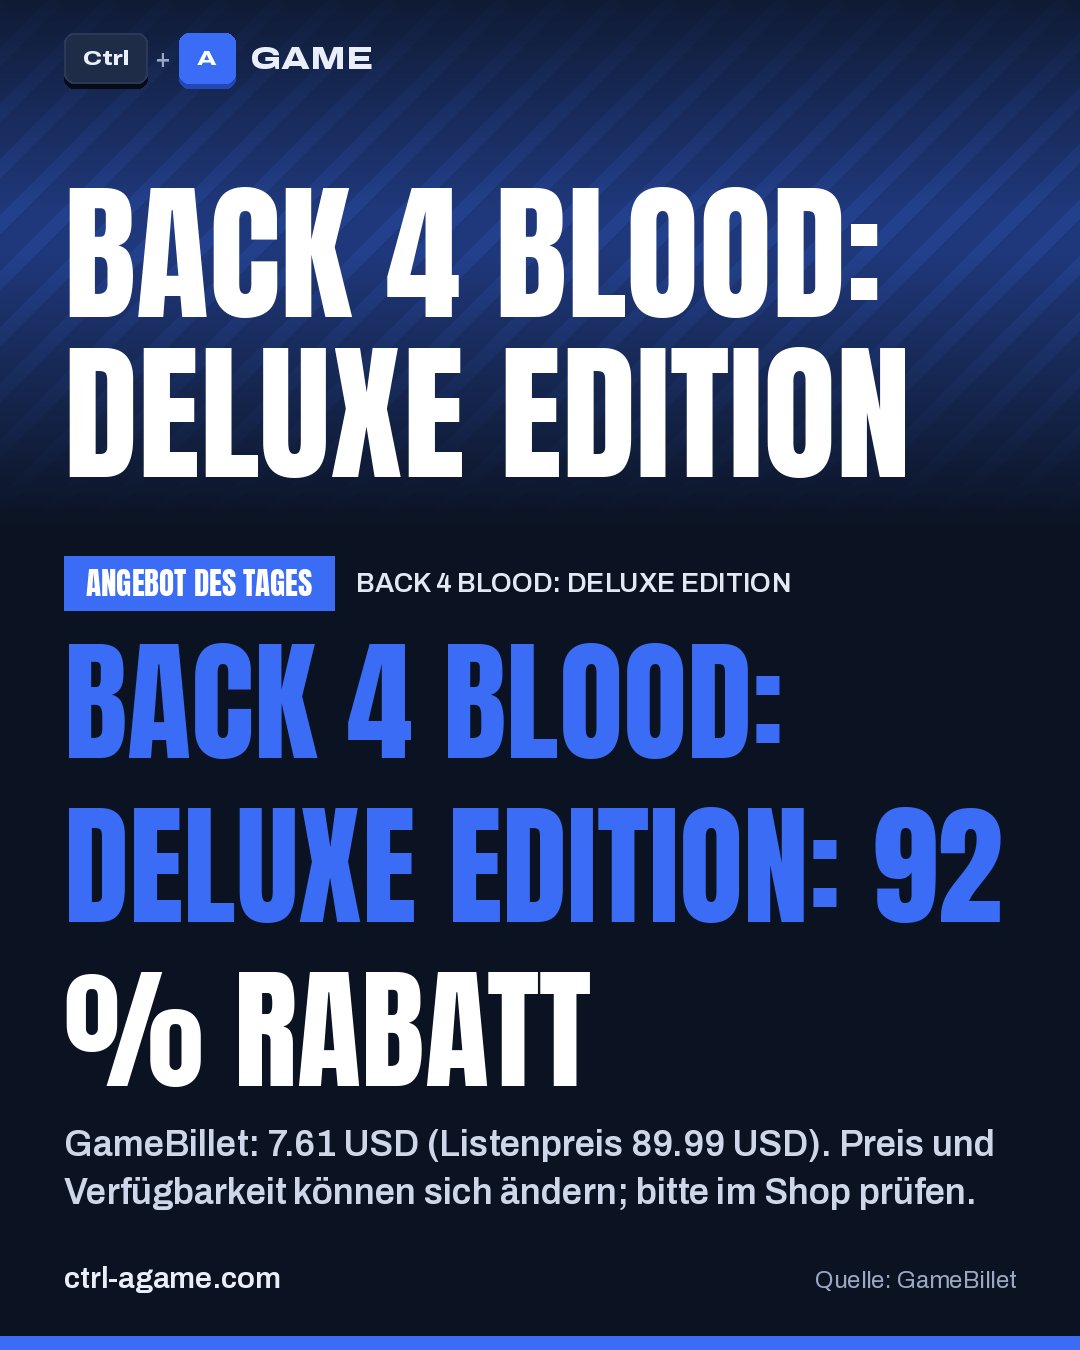 Ctrl + A GAME
BACK 4 BLOOD:
DELUXE EDITION
ANGEBOT DES TAGES BACK 4 BLOOD: DELUXE EDITION
BACK 4 BLOOD:
DELUXE EDITION: 92
% RABATT
GameBillet: 7.61 USD (Listenpreis 89.99 USD). Preis und
Verfügbarkeit können sich ändern; bitte im Shop prüfen.
ctrl-agame.com Quelle: GameBillet